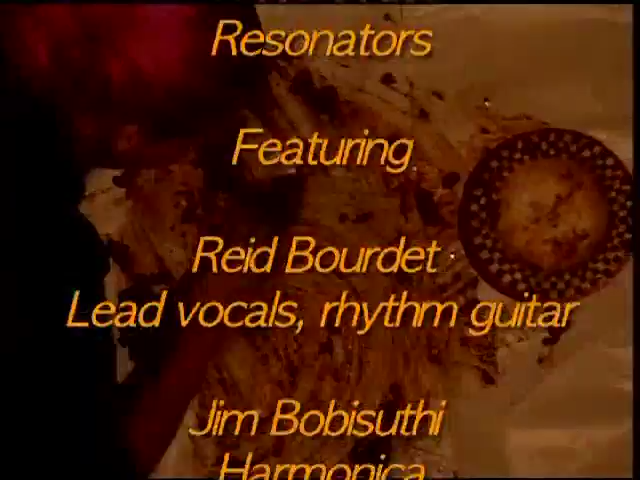 Resonators
Featuring
Reid Bourdet
Lead vocals, rhythm guitar
Jim Bobisuthi
Harmonica